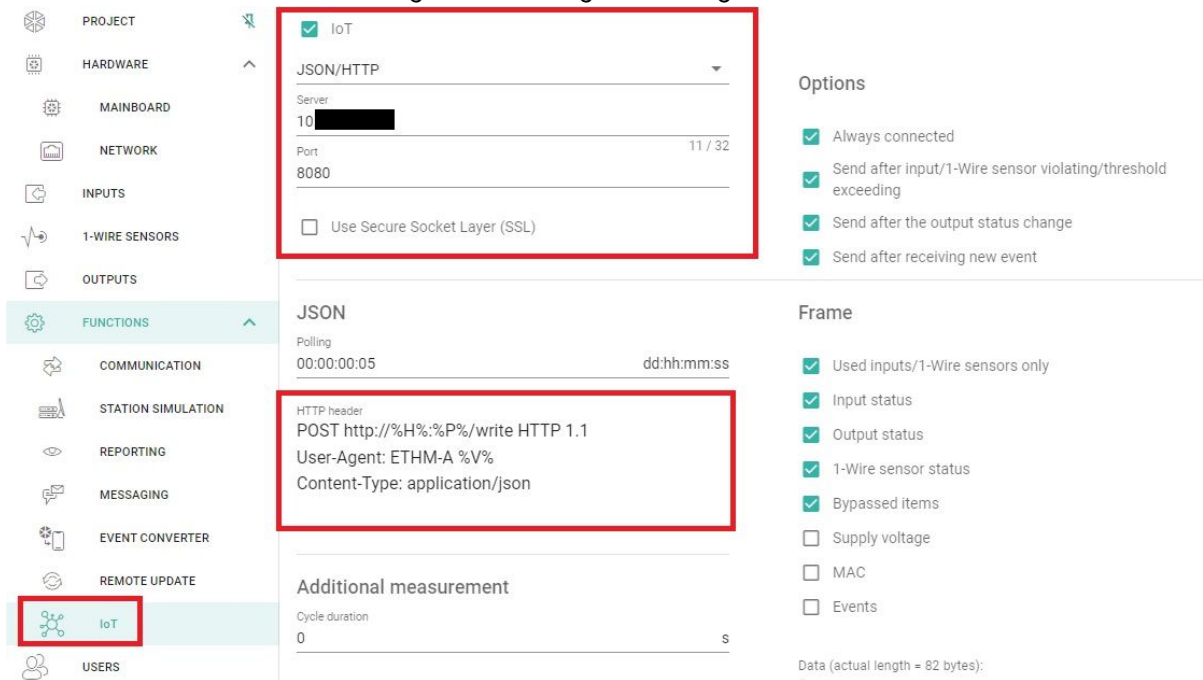 PROJECT
HARDWARE
MAINBOARD
NETWORK
INPUTS
1-WIRE SENSORS
OUTPUTS
FUNCTIONS
COMMUNICATION
STATION SIMULATION
REPORTING
MESSAGING
EVENT CONVERTER
REMOTE UPDATE
IoT
USERS
IoT
JSON/HTTP
Server
10
11 / 32
Port
8080
Use Secure Socket Layer (SSL)
JSON
Polling
00:00:00:05 dd:hh:mm:ss
HTTP header
POST http://%H%:%P%/write HTTP 1.1
User-Agent: ETHM-A %V%
Content-Type: application/json
Additional measurement
Cycle duration
0 s
Options
Always connected
Send after input/1-Wire sensor violating/threshold
exceeding
Send after the output status change
Send after receiving new event
Frame
Used inputs/1-Wire sensors only
Input status
Output status
1-Wire sensor status
Bypassed items
Supply voltage
MAC
Events
Data (actual length = 82 bytes):